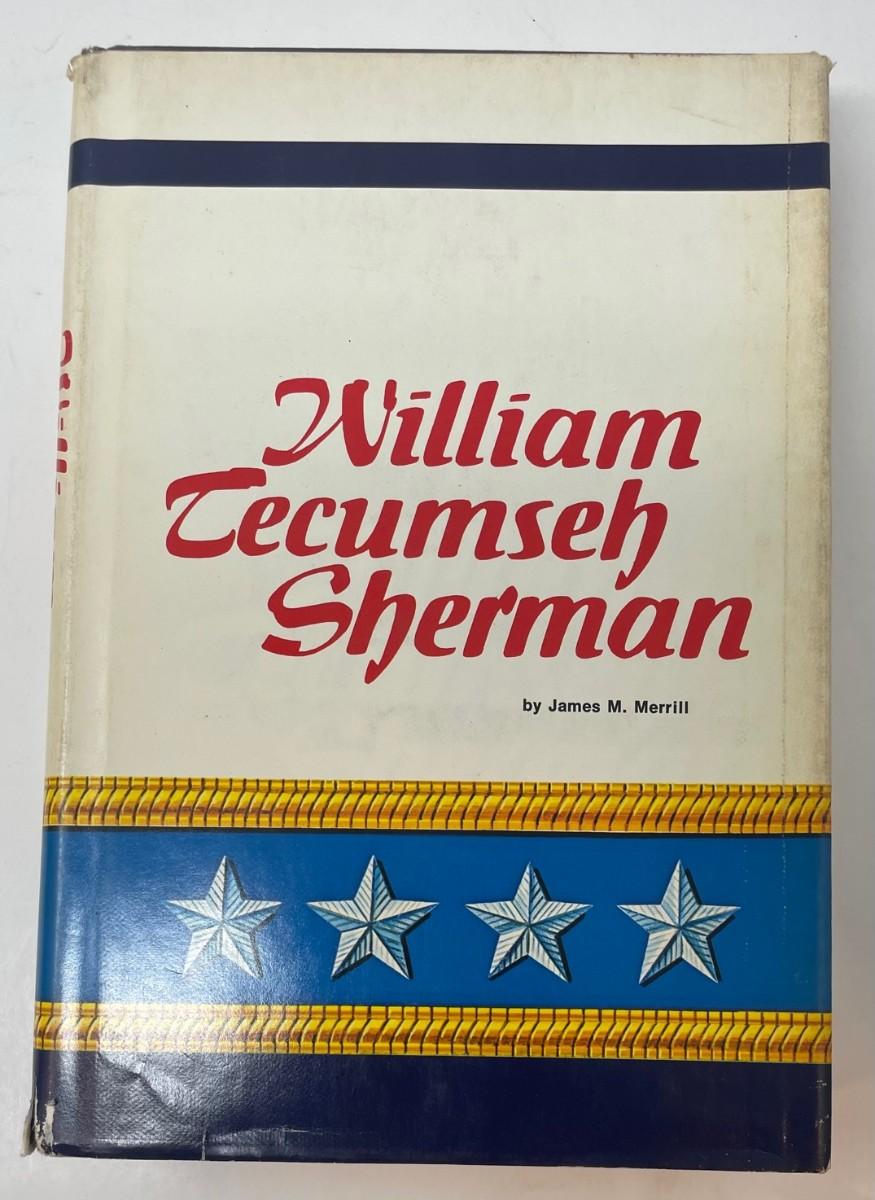 William
Tecumseh
Sherman
by James M. Merrill